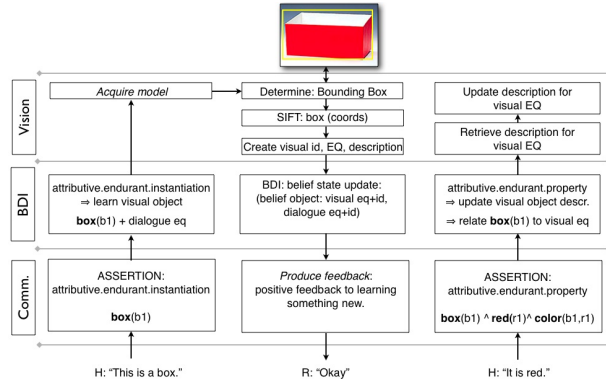 Vision
Acquire model
Determine: Bounding Box
SIFT: box (coords)
Create visual id, EQ, description
Update description for
visual EQ
Retrieve description for
visual EQ
BDI
attributive.endurant.instantiation
⇒ learn visual object
box(b1) + dialogue eq
BDI: belief state update:
(belief object: visual eq+id,
dialogue eq+id)
attributive.endurant.property
⇒ update visual object descr.
⇒ relate box(b1) to visual eq
Comm.
ASSERTION:
attributive.endurant.instantiation
box(b1)
Produce feedback:
positive feedback to learning
something new.
ASSERTION:
attributive.endurant.property
box(b1) ^ red(r1)^ color(b1,r1)
H: “This is a box.”
R: “Okay”
H: “It is red.”